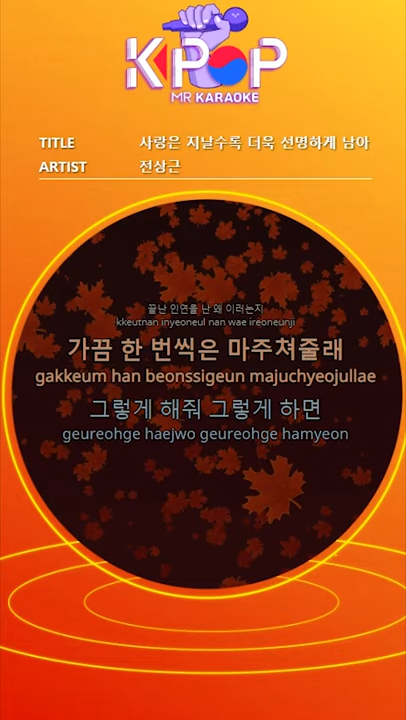 KPOP
MR KARAOKE
TITLE 사랑은 지날수록 더욱 선명하게 남아
ARTIST 전상근
끝난 인연을 난 왜 이러는지
kkeutnan inyeoneul nan wae ireoneunji
가끔 한 번씩은 마주쳐줄래
gakkeum han beonssigeun majuchyeojullae
그렇게 해줘 그렇게 하면
geureohge haejwo geureohge hamyeon